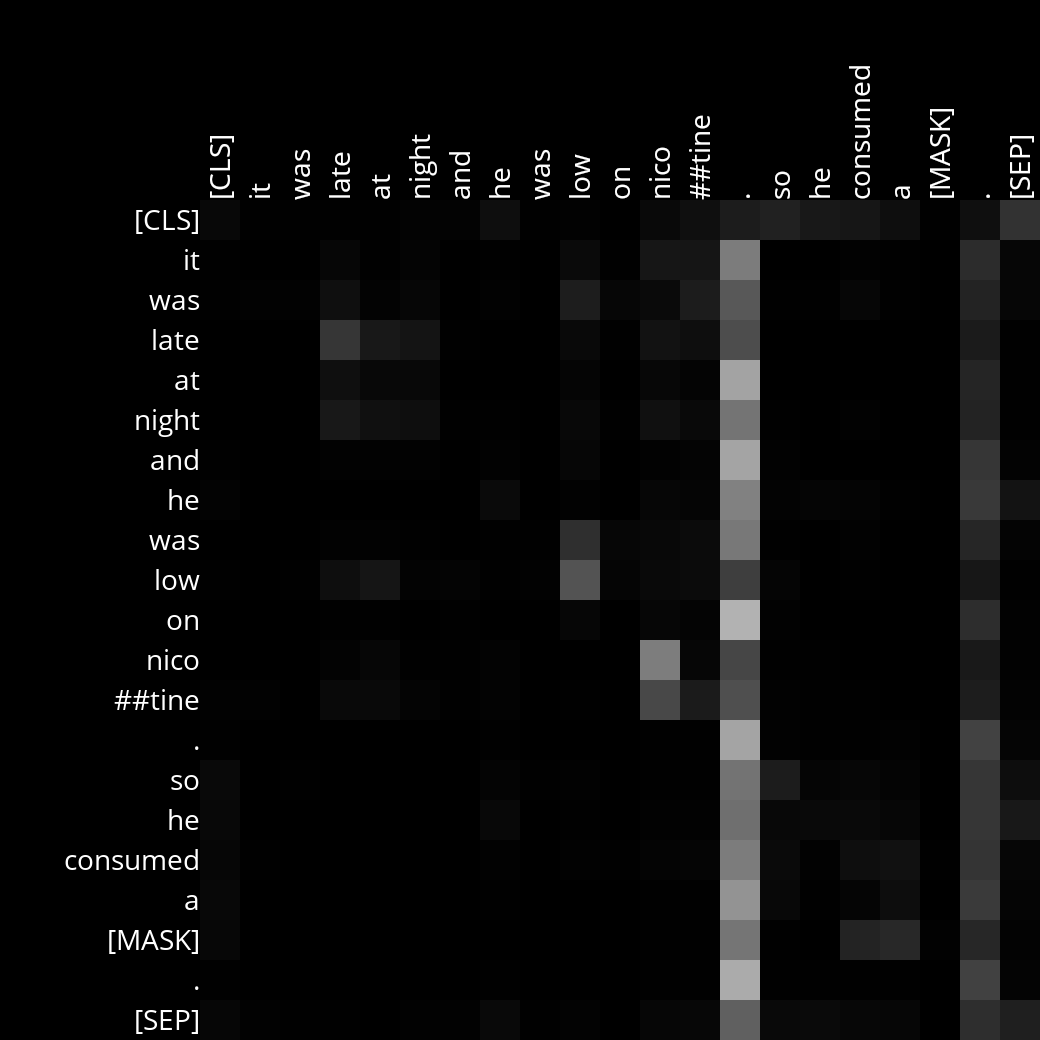 [CLS] it was late at night and he was low on nico ##tine . so he consumed a [MASK] . [SEP]
[CLS]
it
was
late
at
night
and
he
was
low
on
nico
##tine
.
so
he
consumed
a
[MASK]
.
[SEP]